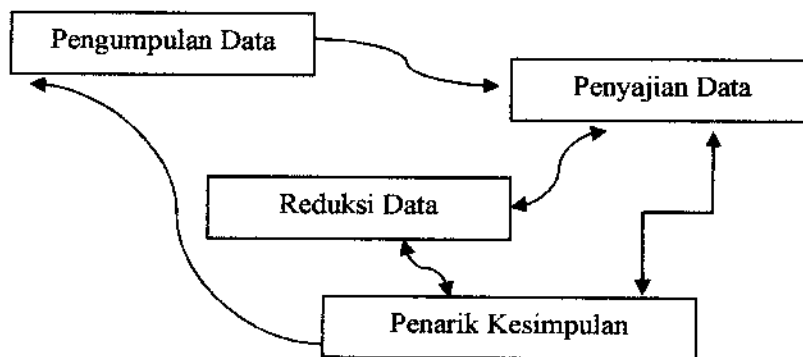 Pengumpulan Data
Penyajian Data
Reduksi Data
Penarik Kesimpulan